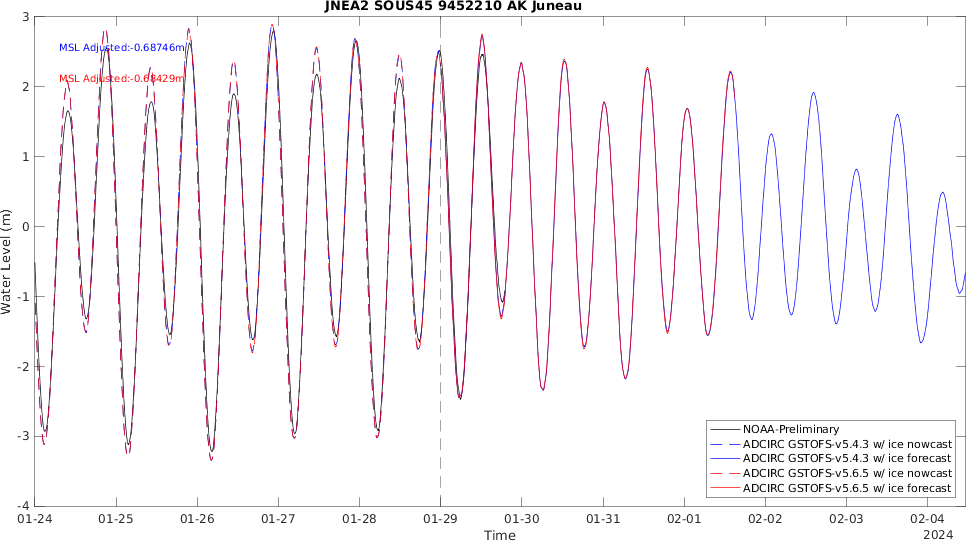 JNEA2 SOUS45 9452210 AK Juneau
3
2
1
0
-1
-2
-3
-4
Water Level (m)
MSL Adjusted:-0.68746m
MSL Adjusted:-0.68429m
NOAA-Preliminary
ADCIRC GSTOFS-v5.4.3 w/ ice nowcast
ADCIRC GSTOFS-v5.4.3 w/ ice forecast
ADCIRC GSTOFS-v5.6.5 w/ ice nowcast
ADCIRC GSTOFS-v5.6.5 w/ ice forecast
01-24 01-25 01-26 01-27 01-28 01-29 01-30 01-31 02-01 02-02 02-03 02-04
2024
Time